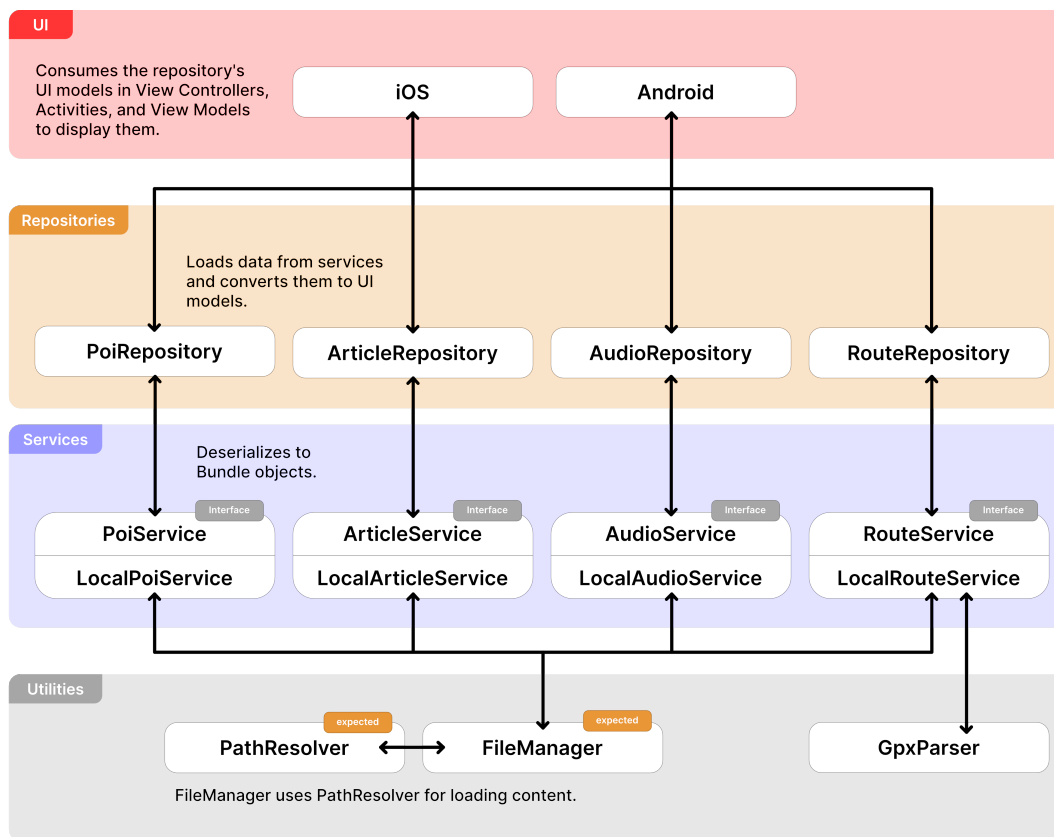 UI
Consumes the repository's
UI models in View Controllers,
Activities, and View Models
to display them.
iOS
Android
Repositories
Loads data from services
and converts them to UI
models.
PoiRepository
ArticleRepository
AudioRepository
RouteRepository
Services
Deserializes to
Bundle objects.
Interface
Interface
Interface
Interface
PoiService
ArticleService
AudioService
RouteService
LocalPoiService
LocalArticleService
LocalAudioService
LocalRouteService
Utilities
expected
expected
PathResolver
FileManager
GpxParser
FileManager uses PathResolver for loading content.